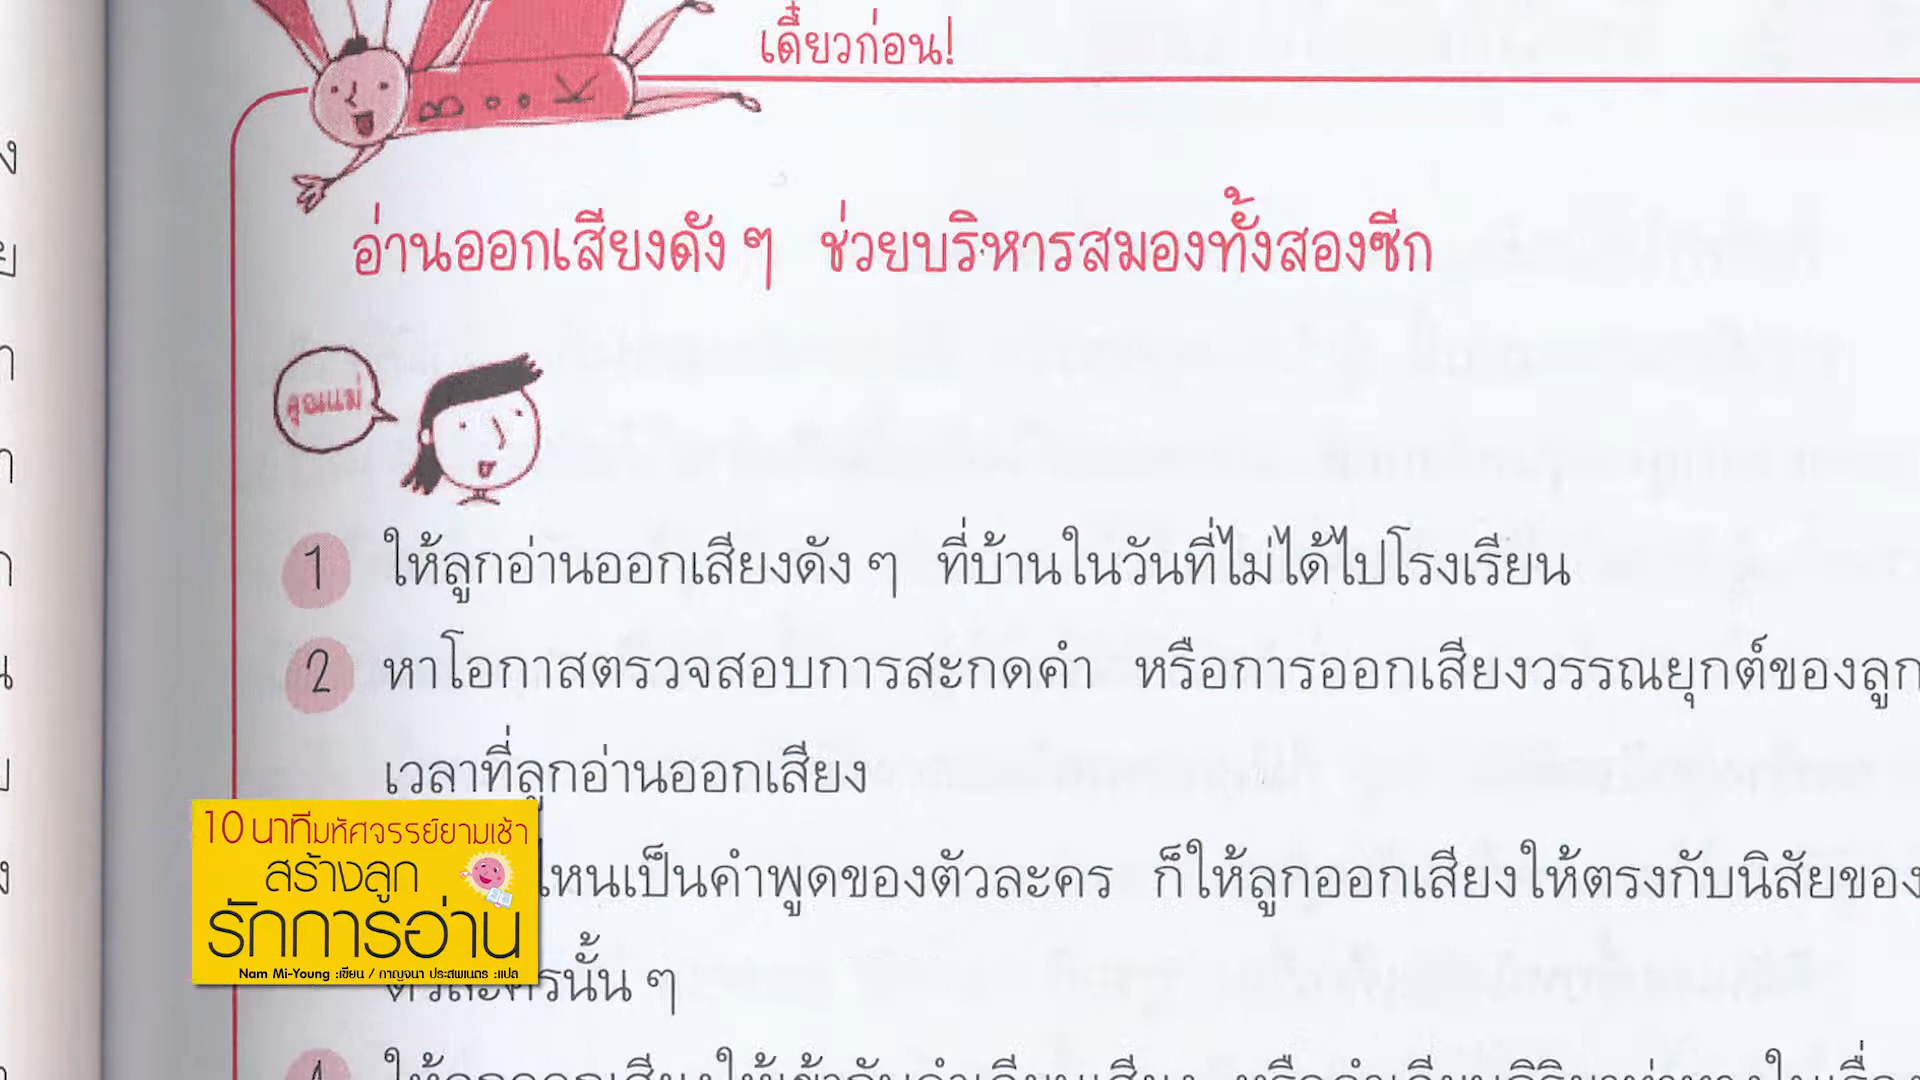 เดี๋ยวก่อน!
BooK
อ่านออกเสียงดัง ๆ ช่วยบริหารสมองทั้งสองซีก
คุณแม่
1 ให้ลูกอ่านออกเสียงดัง ๆ ที่บ้านในวันที่ไม่ได้ไปโรงเรียน
2 หาโอกาสตรวจสอบการสะกดคำ หรือการออกเสียงวรรณยุกต์ของลูก
เวลาที่ลูกอ่านออกเสียง
ไหนเป็นคำพูดของตัวละคร ก็ให้ลูกออกเสียงให้ตรงกับนิสัยของ
ตัวละครนั้น ๆ
10 นาทีมหัศจรรย์ยามเช้า
สร้างลูก
รักการอ่าน
Nam Mi-Young :เขียน / กาญจนา ประสพเนตร :แปล